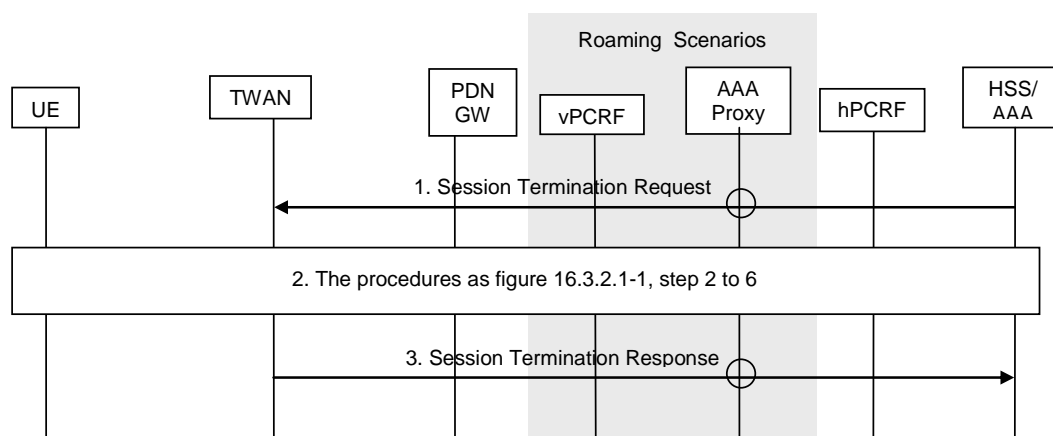 Roaming Scenarios
UE
TWAN
PDN
GW
vPCRF
AAA
Proxy
hPCRF
HSS/
AAA
1. Session Termination Request
2. The procedures as figure 16.3.2.1-1, step 2 to 6
3. Session Termination Response